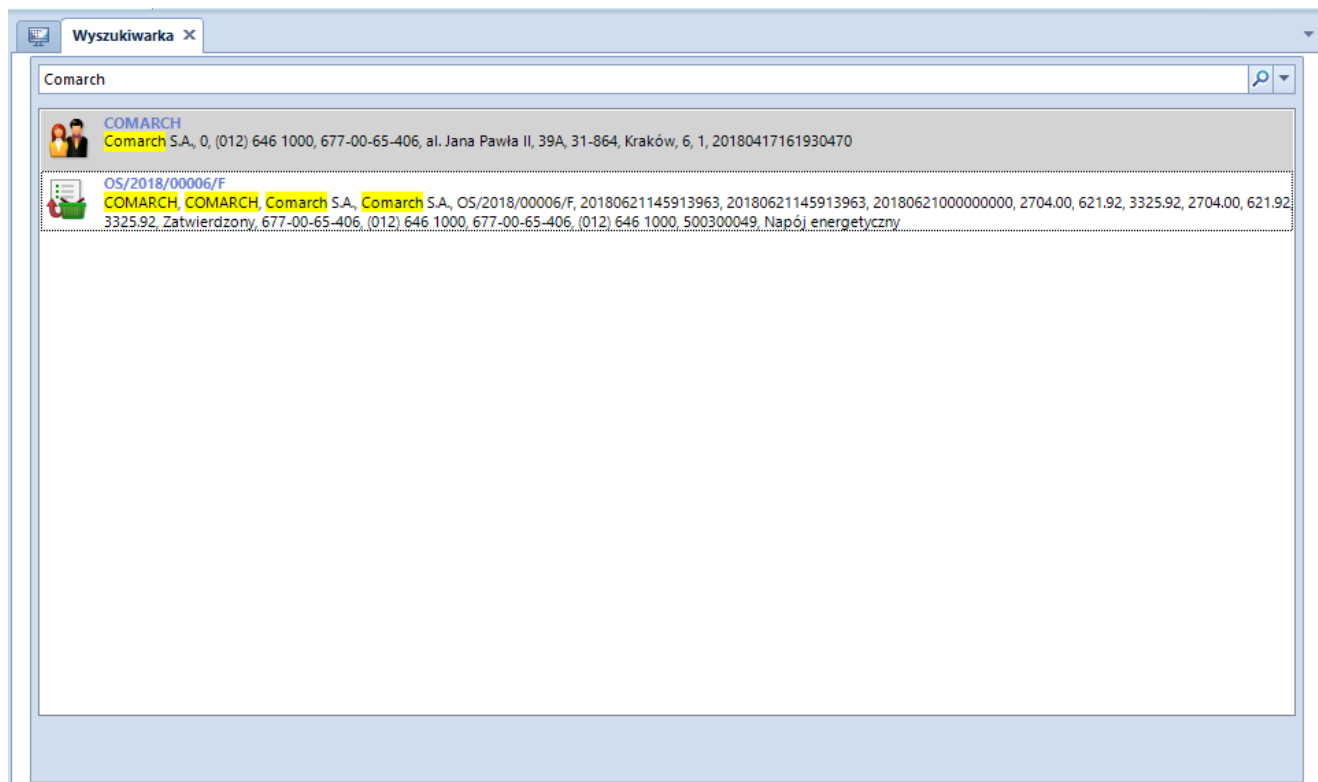 Wyszukiwarka
Comarch
COMARCH
Comarch S.A., 0, (012) 646 1000, 677-00-65-406, al. Jana Pawła II, 39A, 31-864, Kraków, 6, 1, 20180417161930470
OS/2018/00006/F
COMARCH, COMARCH, Comarch S.A., Comarch S.A., OS/2018/00006/F, 20180621145913963, 20180621145913963, 20180621000000000, 2704.00, 621.92, 3325.92, 2704.00, 621.92,
3325.92, Zatwierdzony, 677-00-65-406, (012) 646 1000, 677-00-65-406, (012) 646 1000, 500300049, Napój energetyczny